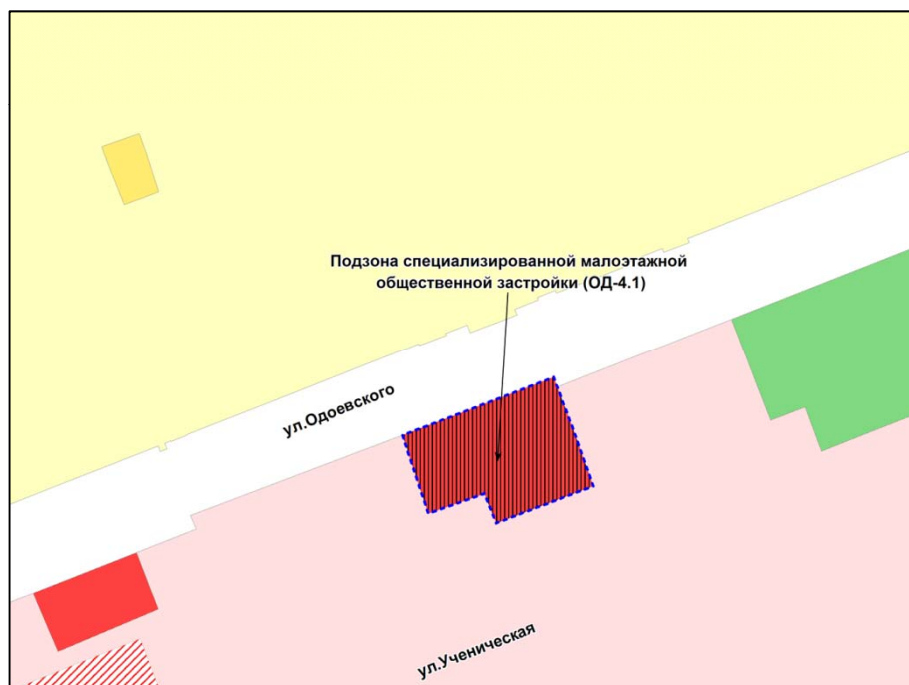 Подзона специализированной малоэтажной
общественной застройки (ОД-4.1)
ул.Одоевского
ул.Ученическая